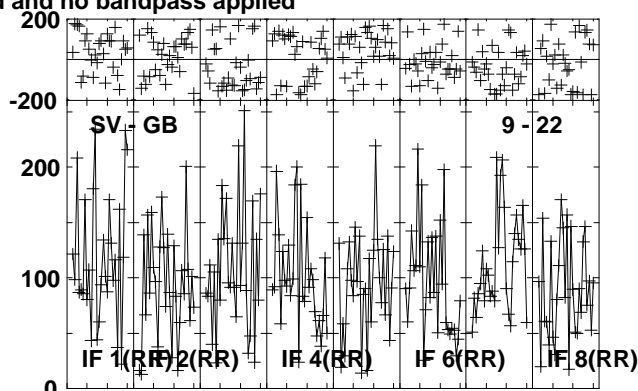 and no bandpass applied
200
-200
SV - GB
9 - 22
200
100
IF 1(RR)
IF 2(RR)
IF 4(RR)
IF 6(RR)
IF 8(RR)
0